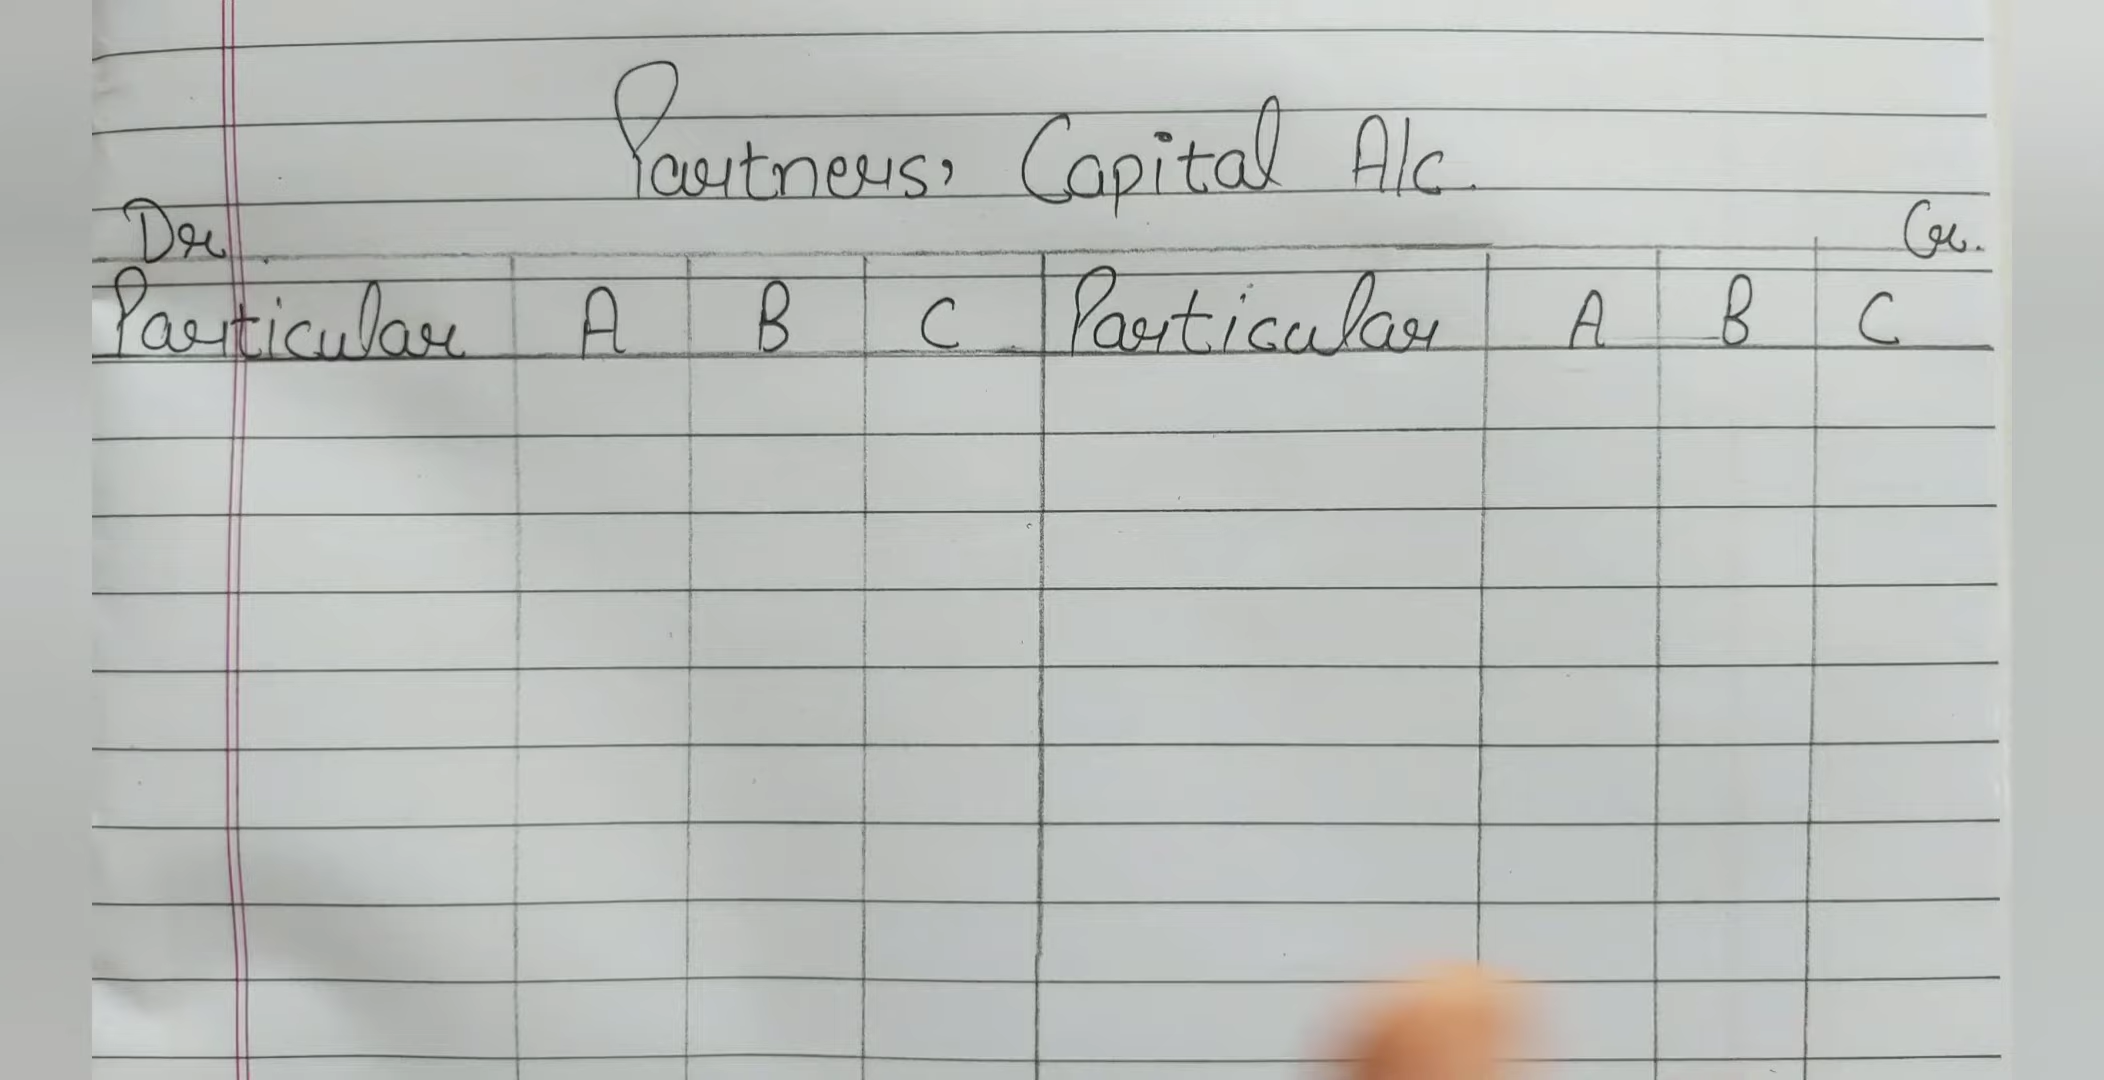 Partners, Capital A/c.
Dr Cr.
Particular A B C Particular A B C